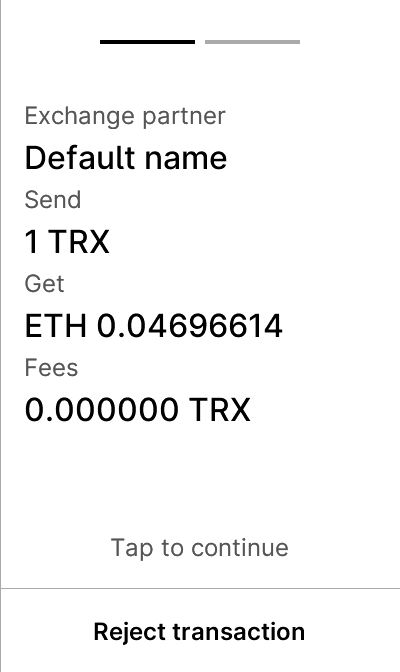 Exchange partner
Default name
Send
1 TRX
Get
ETH 0.04696614
Fees
0.000000 TRX
Tap to continue
Reject transaction